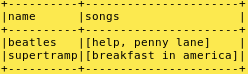 +----------+----------------------+
|name      |songs                 |
+----------+----------------------+
|beatles   |[help, penny lane]    |
|supertramp|[breakfast in america]|
+----------+----------------------+